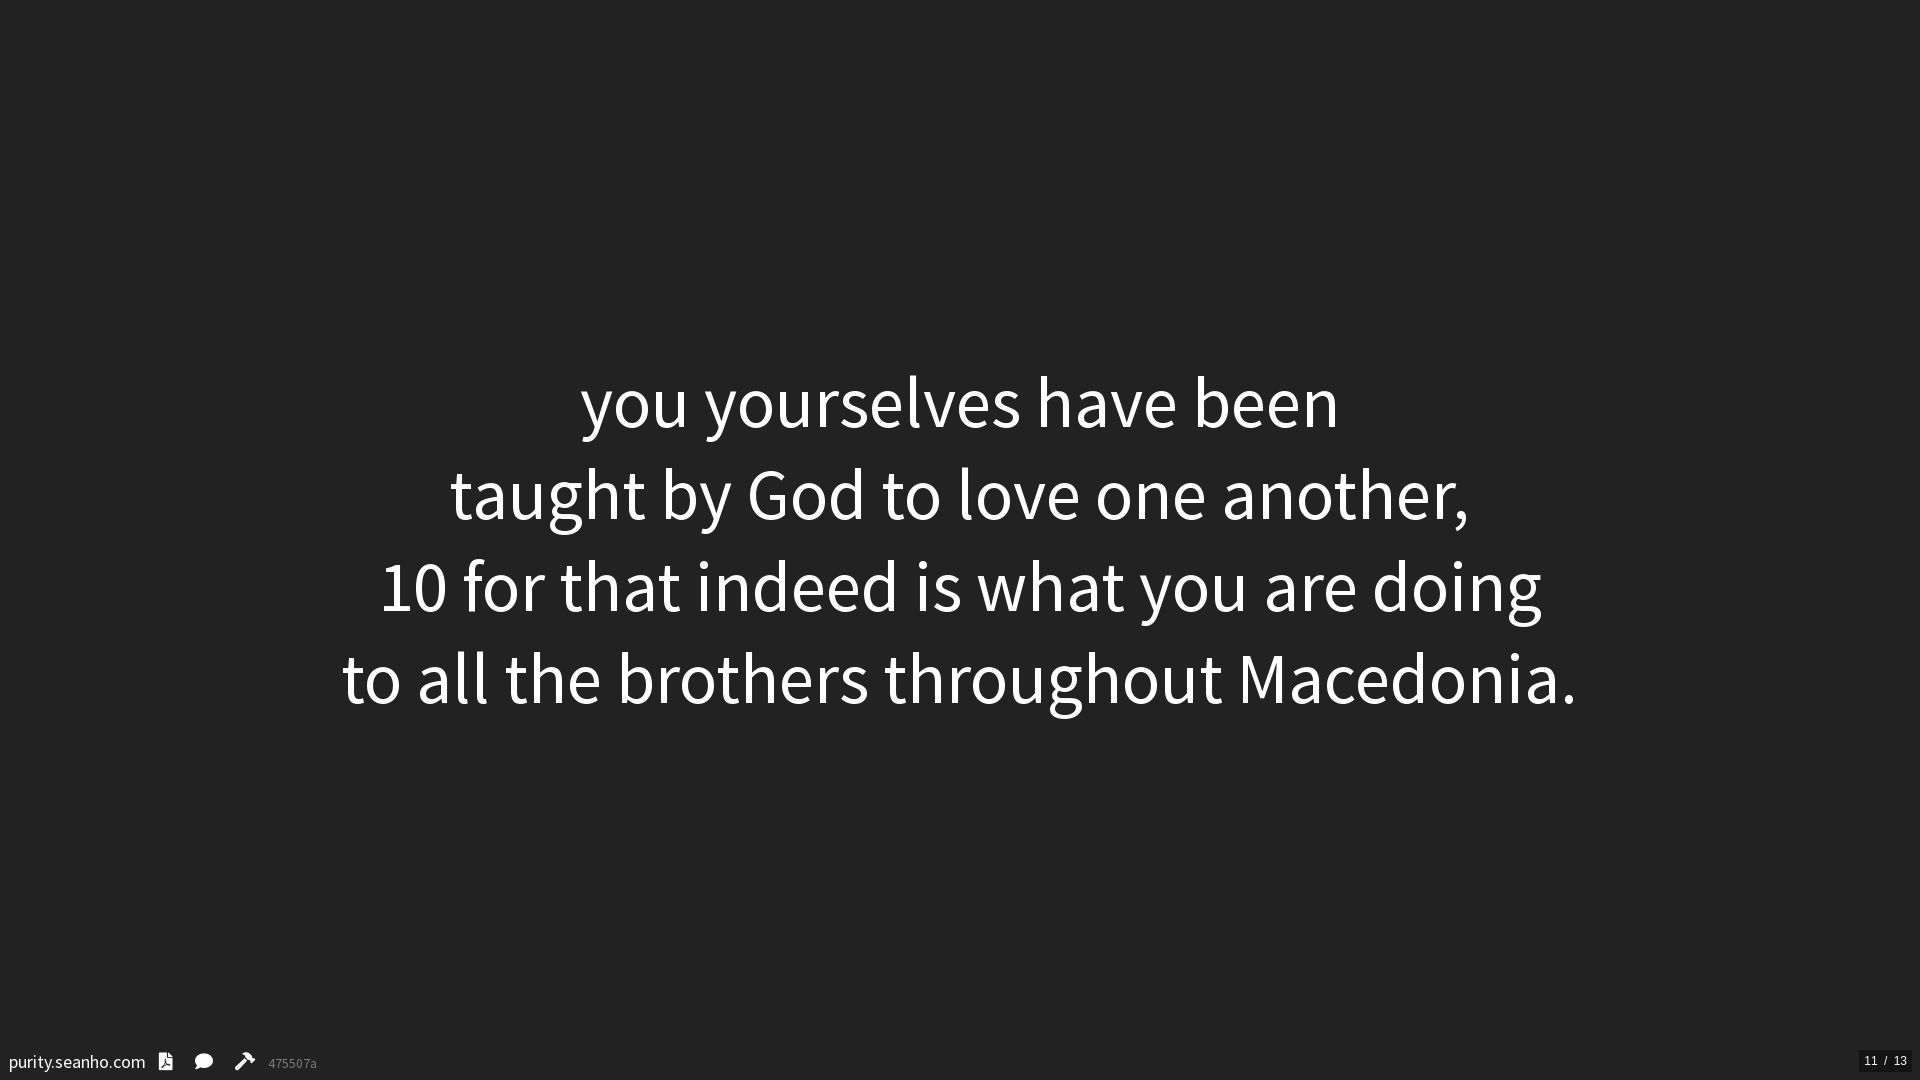 you yourselves have been
taught by God to love one another,
10 for that indeed is what you are doing
to all the brothers throughout Macedonia.
purity.seanho.com 475507a
11 / 13